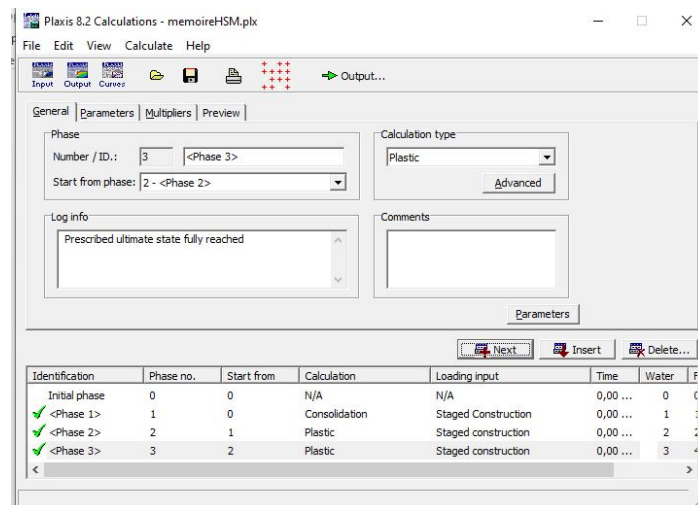 Plaxis 8.2 Calculations - memoireHSM.plx
File Edit View Calculate Help
Input Output Curves Output...
General Parameters Multipliers Preview
Phase
Number / ID.: 3 <Phase 3>
Start from phase: 2 - <Phase 2>
Calculation type
Plastic
Advanced
Log info
Prescribed ultimate state fully reached
Comments
Parameters
Next Insert Delete...
Identification Phase no. Start from Calculation Loading input Time Water F
Initial phase 0 0 N/A N/A 0,00 ... 0
<Phase 1> 1 0 Consolidation Staged Construction 0,00 ... 1
<Phase 2> 2 1 Plastic Staged construction 0,00 ... 2
<Phase 3> 3 2 Plastic Staged construction 0,00 ... 3